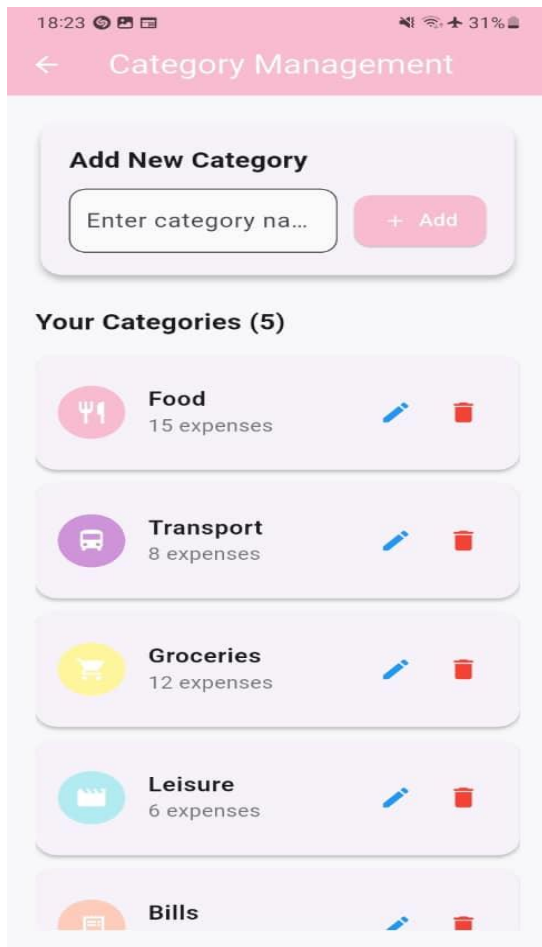 18:23 31%
Category Management
Add New Category
Enter category na...
+ Add
Your Categories (5)
Food
15 expenses
Transport
8 expenses
Groceries
12 expenses
Leisure
6 expenses
Bills